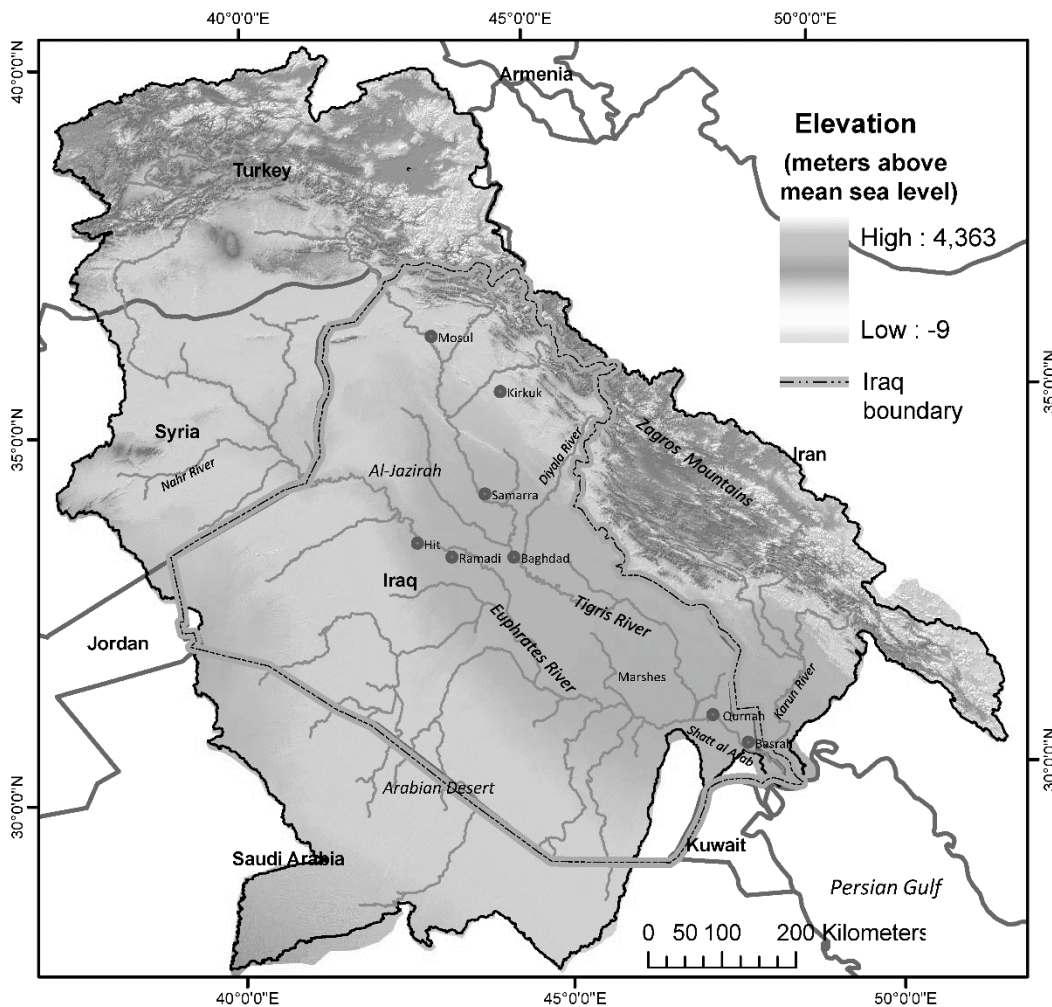 40°0'0"E
45°0'0"E
50°0'0"E
40°0'0"N
Armenia
Elevation
(meters above
mean sea level)
Turkey
High : 4,363
Low : -9
Mosul
35°0'0"N
Kirkuk
Iraq
boundary
35°0'0"N
Syria
Zagros Mountains
Iran
Nahr River
Al-Jazirah
Diyala River
Samarra
Hit
Ramadi
Baghdad
Iraq
Tigris River
Jordan
Euphrates River
Marshes
Karun River
Qurnah
Shatt al Arab
Basrah
30°0'0"N
30°0'0"N
Arabian Desert
Saudi Arabia
Kuwait
Persian Gulf
0 50 100 200 Kilometers
40°0'0"E
45°0'0"E
50°0'0"E